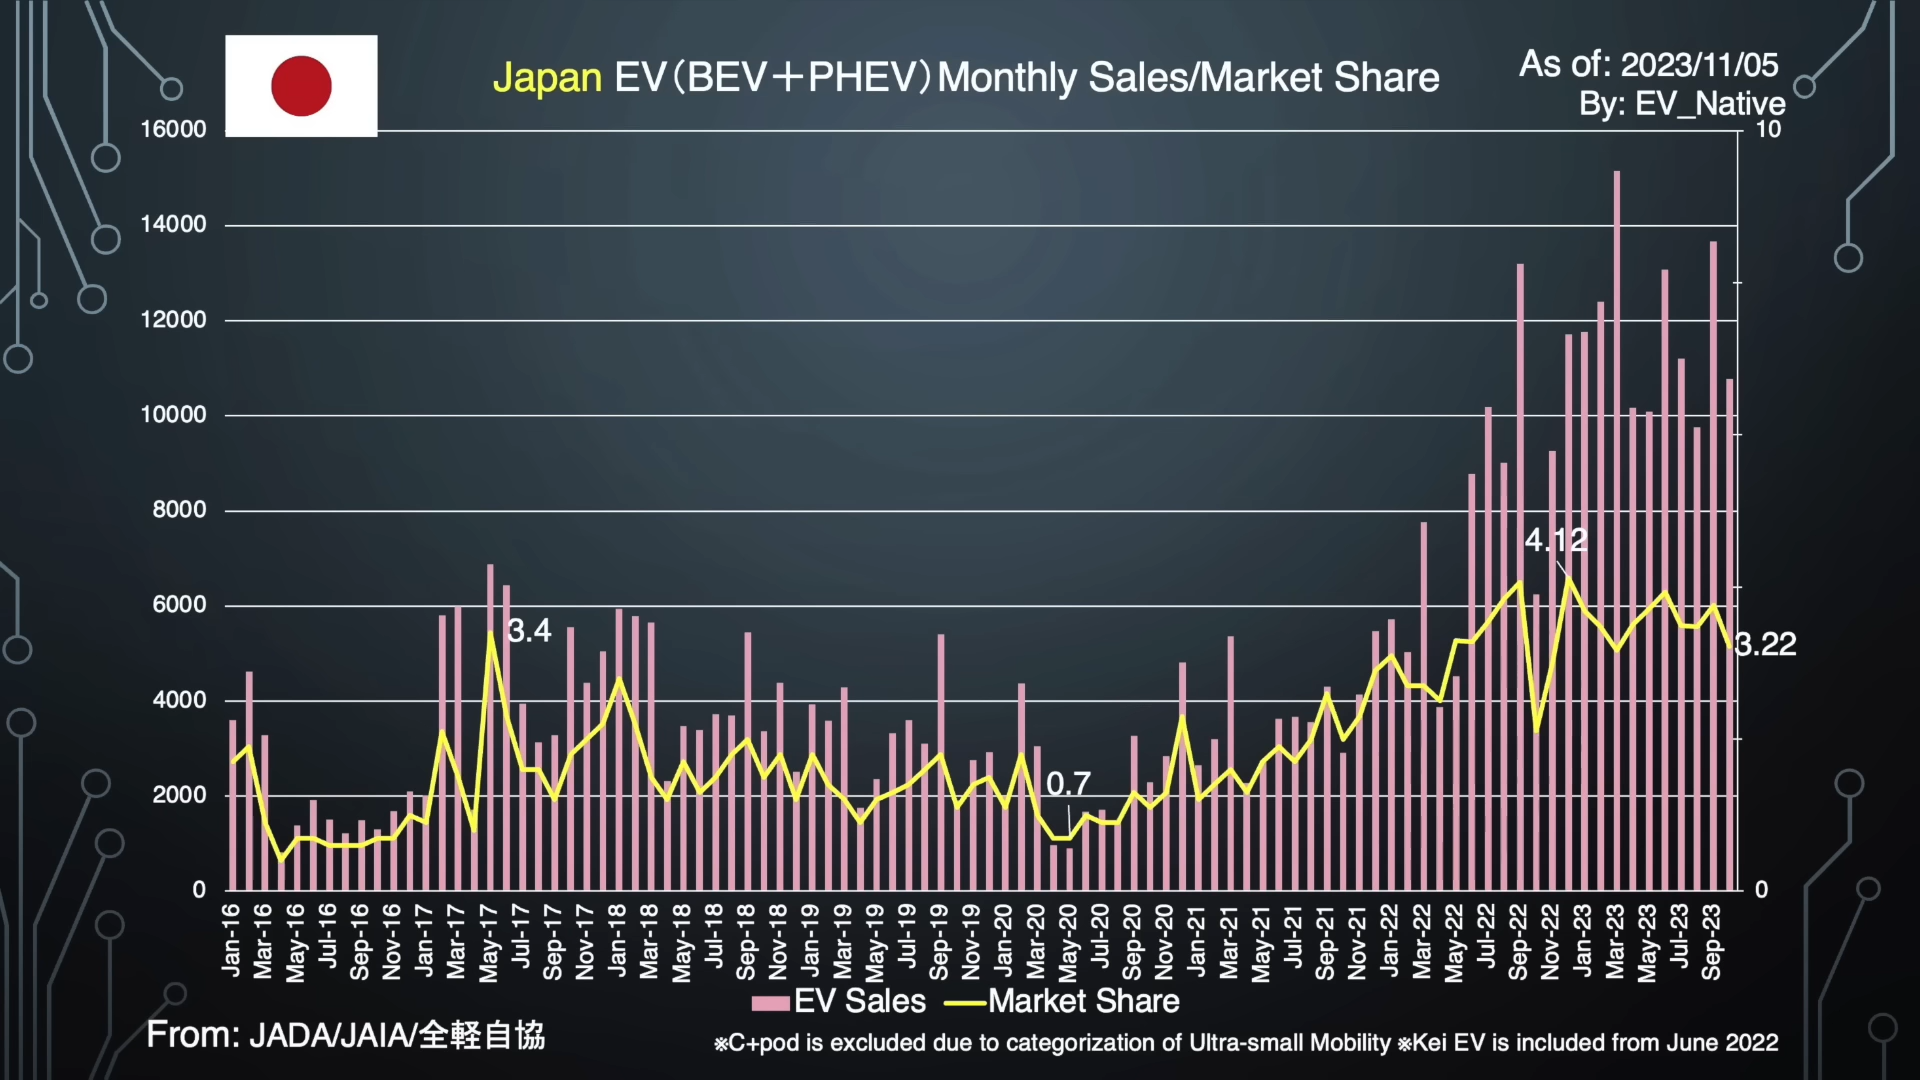 Japan EV（BEV＋PHEV）Monthly Sales/Market Share
As of: 2023/11/05
By: EV_Native
16000
14000
12000
10000
8000
6000
4000
2000
0
10
0
3.4
0.7
4.12
3.22
Jan-16
Mar-16
May-16
Jul-16
Sep-16
Nov-16
Jan-17
Mar-17
May-17
Jul-17
Sep-17
Nov-17
Jan-18
Mar-18
May-18
Jul-18
Sep-18
Nov-18
Jan-19
Mar-19
May-19
Jul-19
Sep-19
Nov-19
Jan-20
Mar-20
May-20
Jul-20
Sep-20
Nov-20
Jan-21
Mar-21
May-21
Jul-21
Sep-21
Nov-21
Jan-22
Mar-22
May-22
Jul-22
Sep-22
Nov-22
Jan-23
Mar-23
May-23
Jul-23
Sep-23
EV Sales
Market Share
From: JADA/JAIA/全軽自協
※C+pod is excluded due to categorization of Ultra-small Mobility ※Kei EV is included from June 2022